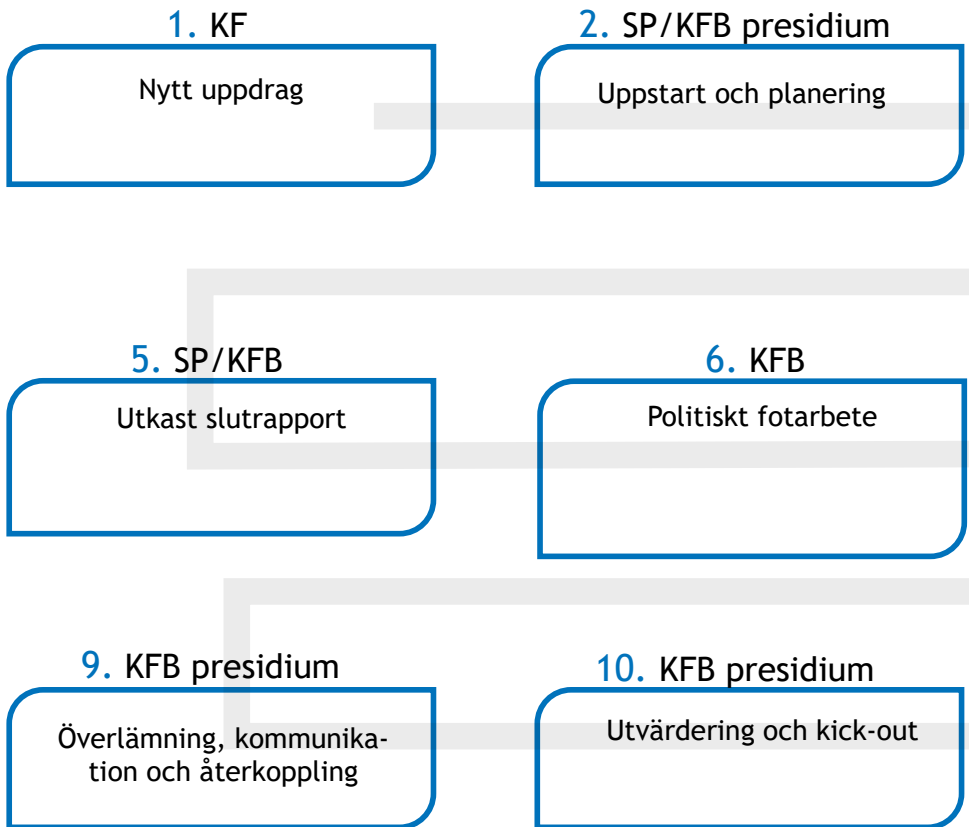 1. KF
Nytt uppdrag
2. SP/KFB presidium
Uppstart och planering
5. SP/KFB
Utkast slutrapport
6. KFB
Politiskt fotarbete
9. KFB presidium
Överlämning, kommunika-
tion och återkoppling
10. KFB presidium
Utvärdering och kick-out